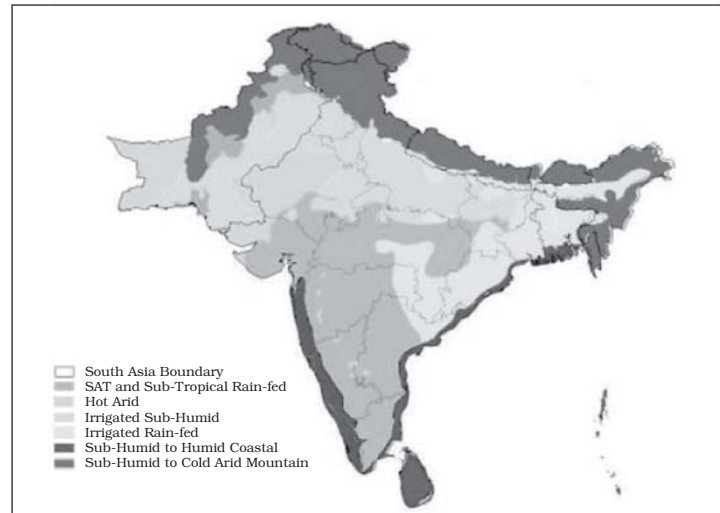 South Asia Boundary
SAT and Sub-Tropical Rain-fed
Hot Arid
Irrigated Sub-Humid
Irrigated Rain-fed
Sub-Humid to Humid Coastal
Sub-Humid to Cold Arid Mountain